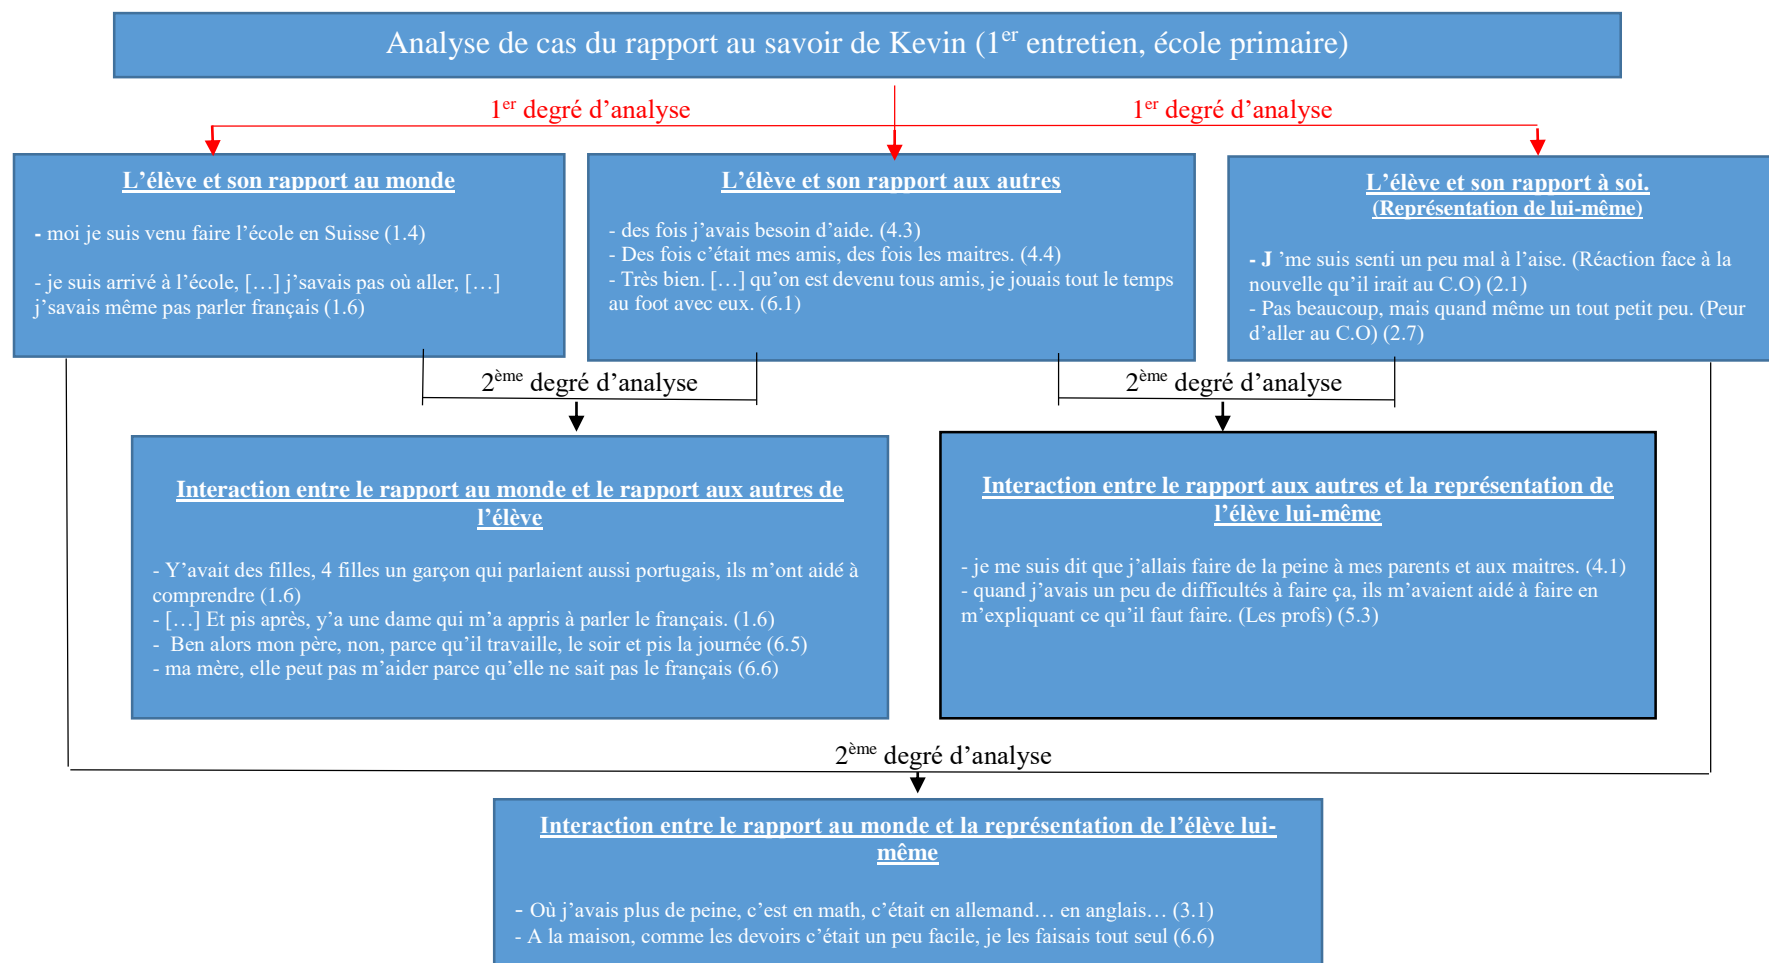 Analyse de cas du rapport au savoir de Kevin (1er entretien, école primaire)
1er degré d’analyse
1er degré d’analyse
L’élève et son rapport au monde
- moi je suis venu faire l’école en Suisse (1.4)
- je suis arrivé à l’école, […] j’savais pas où aller, […]
j’savais même pas parler français (1.6)
L’élève et son rapport aux autres
- des fois j’avais besoin d’aide. (4.3)
- Des fois c’était mes amis, des fois les maitres. (4.4)
- Très bien. […] qu’on est devenu tous amis, je jouais tout le temps
au foot avec eux. (6.1)
L’élève et son rapport à soi.
(Représentation de lui-même)
- J ’me suis senti un peu mal à l’aise. (Réaction face à la
nouvelle qu’il irait au C.O) (2.1)
- Pas beaucoup, mais quand même un tout petit peu. (Peur
d’aller au C.O) (2.7)
2ème degré d’analyse
2ème degré d’analyse
Interaction entre le rapport au monde et le rapport aux autres de
l’élève
- Y’avait des filles, 4 filles un garçon qui parlaient aussi portugais, ils m’ont aidé à
comprendre (1.6)
- […] Et pis après, y’a une dame qui m’a appris à parler le français. (1.6)
- Ben alors mon père, non, parce qu’il travaille, le soir et pis la journée (6.5)
- ma mère, elle peut pas m’aider parce qu’elle ne sait pas le français (6.6)
Interaction entre le rapport aux autres et la représentation de
l’élève lui-même
- je me suis dit que j’allais faire de la peine à mes parents et aux maitres. (4.1)
- quand j’avais un peu de difficultés à faire ça, ils m’avaient aidé à faire en
m’expliquant ce qu’il faut faire. (Les profs) (5.3)
2ème degré d’analyse
Interaction entre le rapport au monde et la représentation de l’élève lui-
même
- Où j’avais plus de peine, c’est en math, c’était en allemand… en anglais… (3.1)
- A la maison, comme les devoirs c’était un peu facile, je les faisais tout seul (6.6)